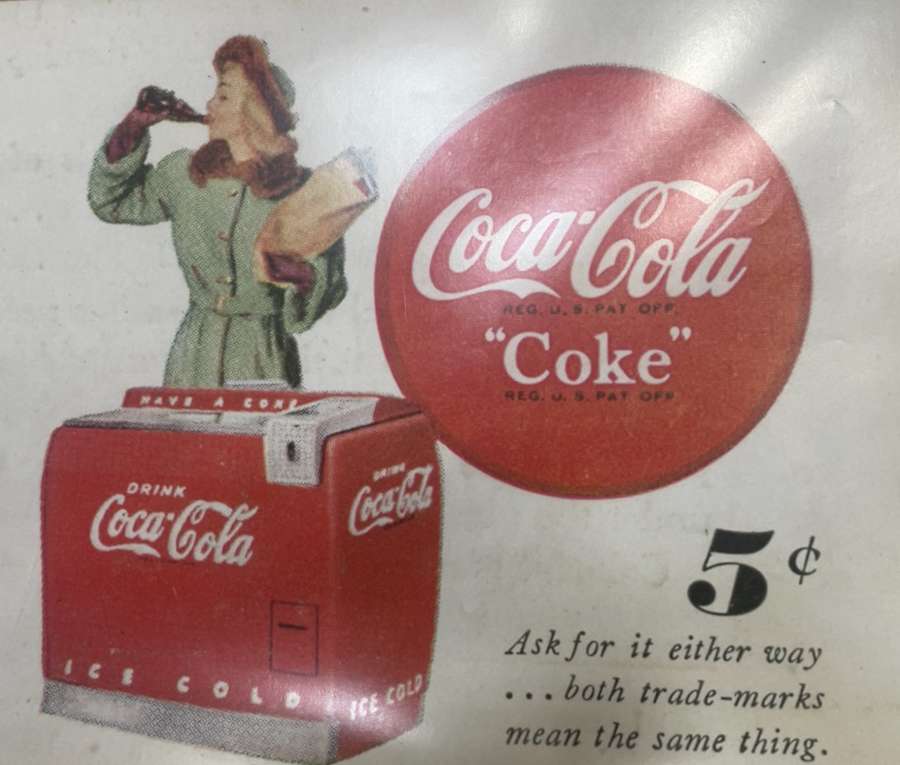 Coca-Cola
REG. U. S. PAT OFF.
“Coke”
REG. U. S. PAT OFF
HAVE A COKE
DRINK
Coca-Cola
ICE COLD
DRINK
Coca-Cola
ICE COLD
5¢
Ask for it either way
...both trade-marks
mean the same thing.